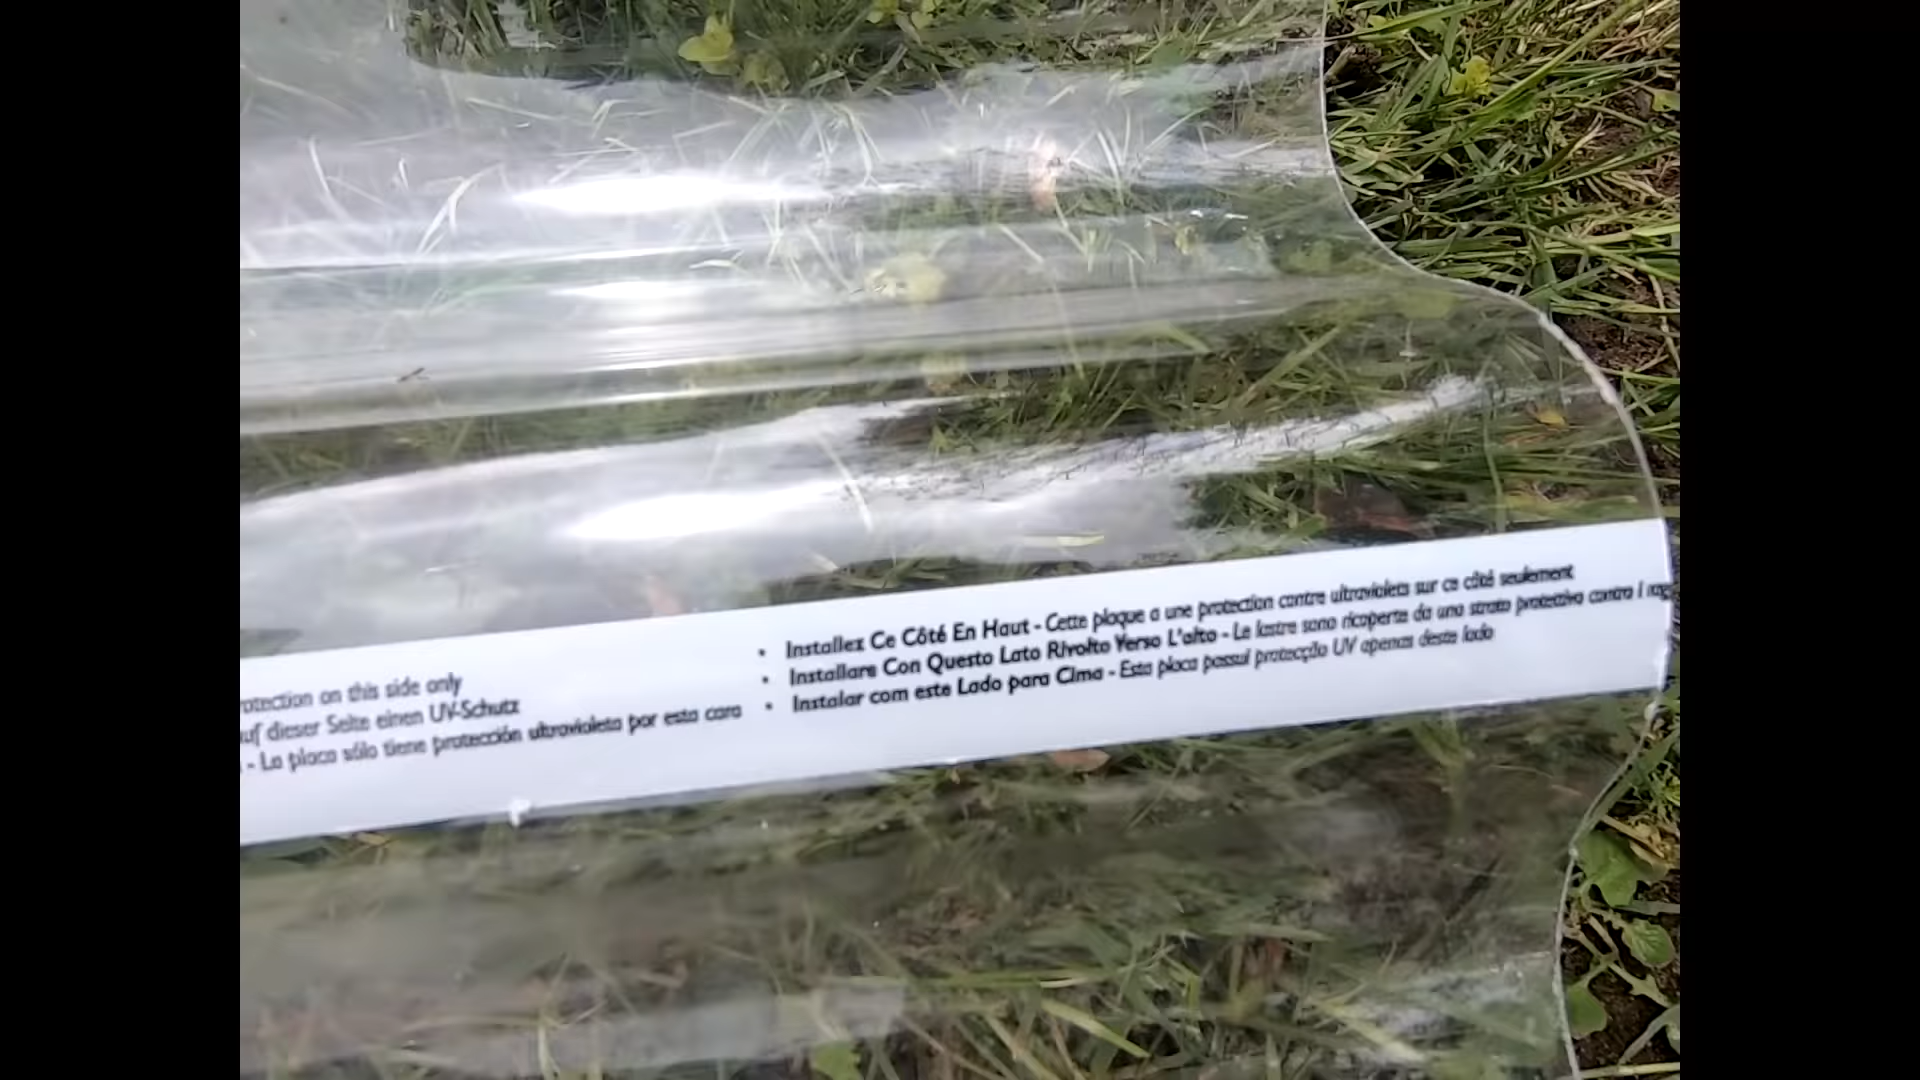 on this side only
dieser Seite einen UV-Schutz
- La placa sólo tiene protección ultravioleta por esta cara
• Installez Ce Côté En Haut - Cette plaque a une protection contre ultraviolets sur ce côté seulement
• Installare Con Questo Lato Rivolto Verso L'alto - Le lastre sono ricoperte da uno strato protettivo contro i
• Instalar com este Lado para Cima - Esta placa possui protecção UV apenas deste lado